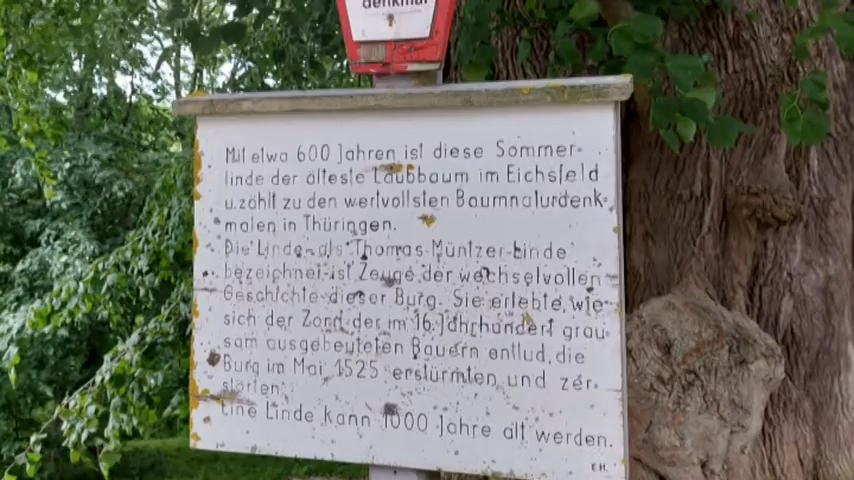 denkmal
Mit etwa 600 Jahren ist diese Sommer-
linde der älteste Laubbaum im Eichsfeld
u. zählt zu den wertvollsten Baumnaturdenk-
malen in Thüringen.
Die Linde als Thomas-Müntzer-Linde
bezeichnet ist Zeuge der wechselvollen
Geschichte dieser Burg. Sie erlebte, wie
sich der Zorn der im 16. Jahrhundert grau-
sam ausgebeuteten Bauern entlud, die
Burg im Mai 1525 erstürmten und zer-
störten.
Eine Linde kann 1000 Jahre alt werden.
E.H.